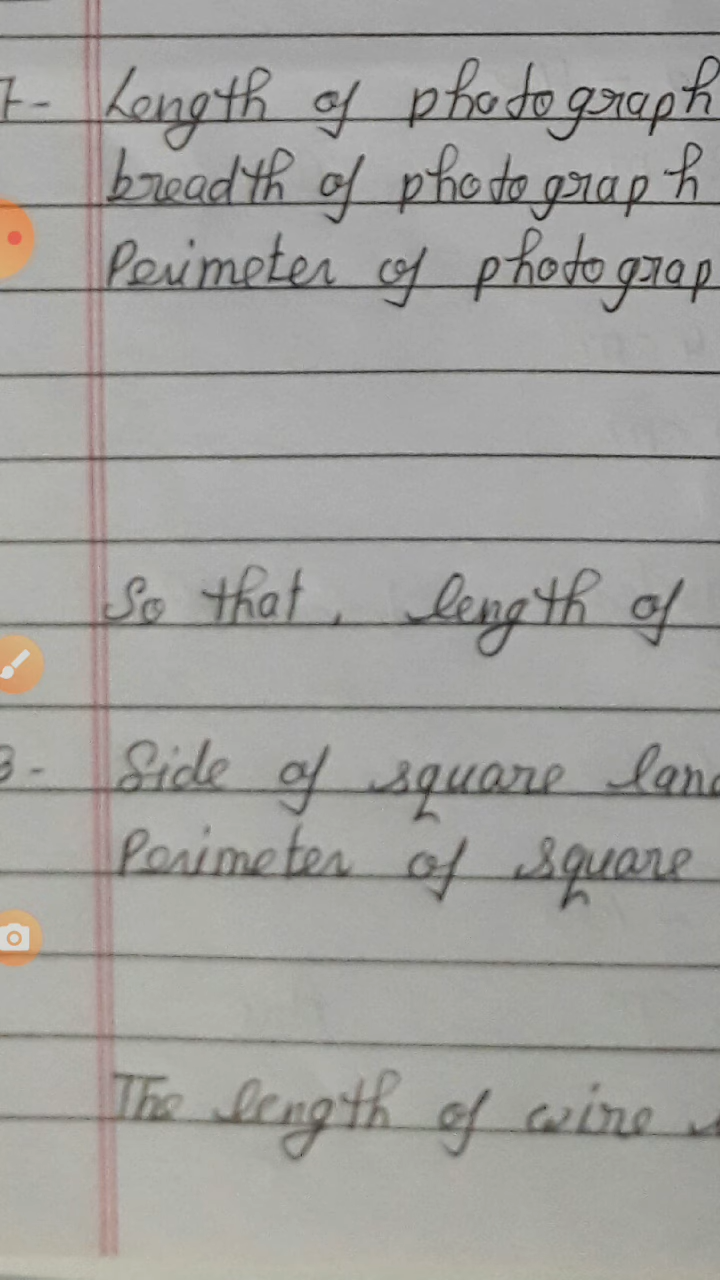 7- Length of photograph
breadth of photograph
Perimeter of photograp
So that, length of
Side of square lan
Perimeter of square
The length of wire